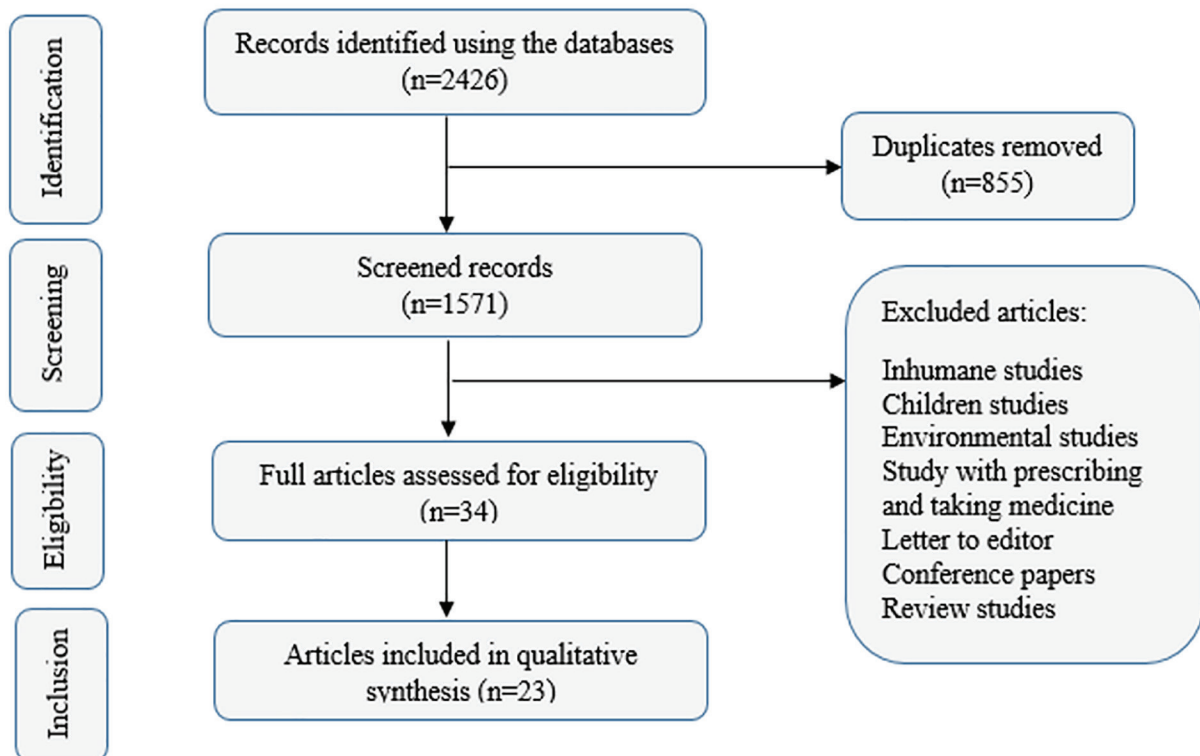 Identification
Records identified using the databases
(n=2426)
Duplicates removed
(n=855)
Screening
Screened records
(n=1571)
Excluded articles:
Inhumane studies
Children studies
Environmental studies
Study with prescribing
and taking medicine
Letter to editor
Conference papers
Review studies
Eligibility
Full articles assessed for eligibility
(n=34)
Inclusion
Articles included in qualitative
synthesis (n=23)